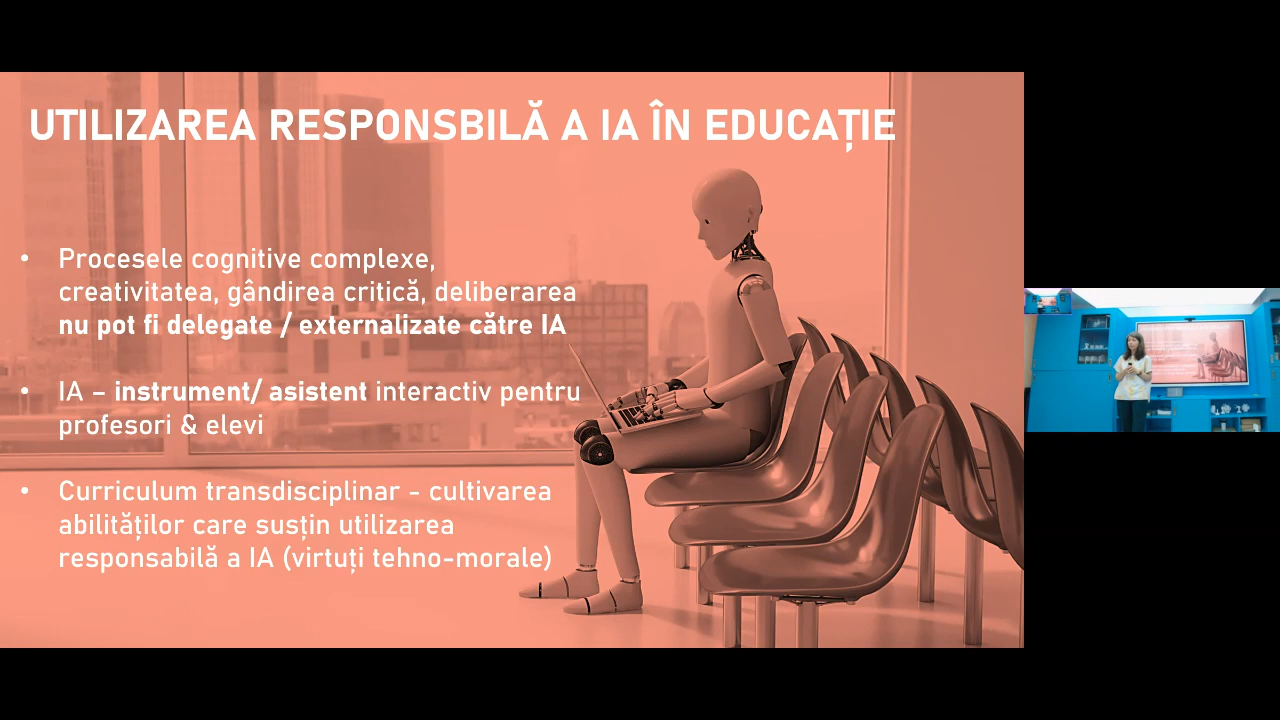 UTILIZAREA RESPONSBILĂ A IA ÎN EDUCAȚIE
• Procesele cognitive complexe,
creativitatea, gândirea critică, deliberarea
nu pot fi delegate / externalizate către IA
• IA – instrument/ asistent interactiv pentru
profesori & elevi
• Curriculum transdisciplinar - cultivarea
abilităților care susțin utilizarea
responsabilă a IA (virtuți tehno-morale)